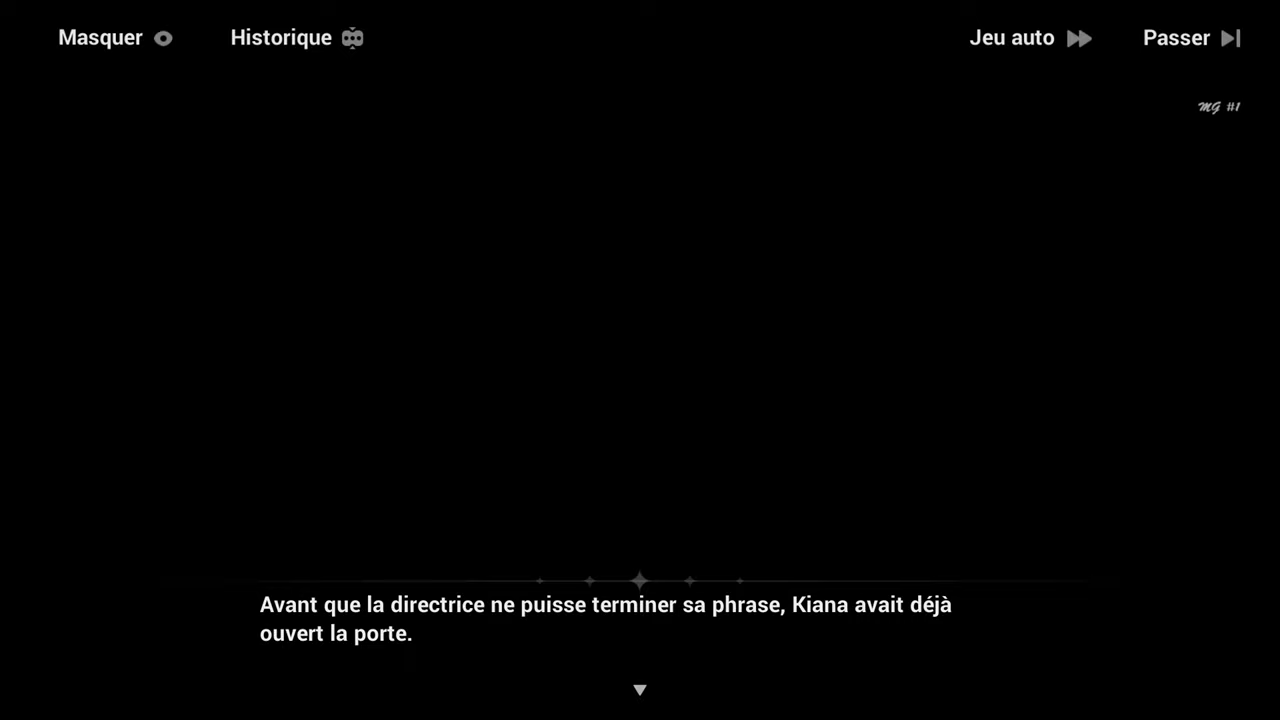 Masquer
Historique
Jeu auto
Passer
MG #1
Avant que la directrice ne puisse terminer sa phrase, Kiana avait déjà
ouvert la porte.